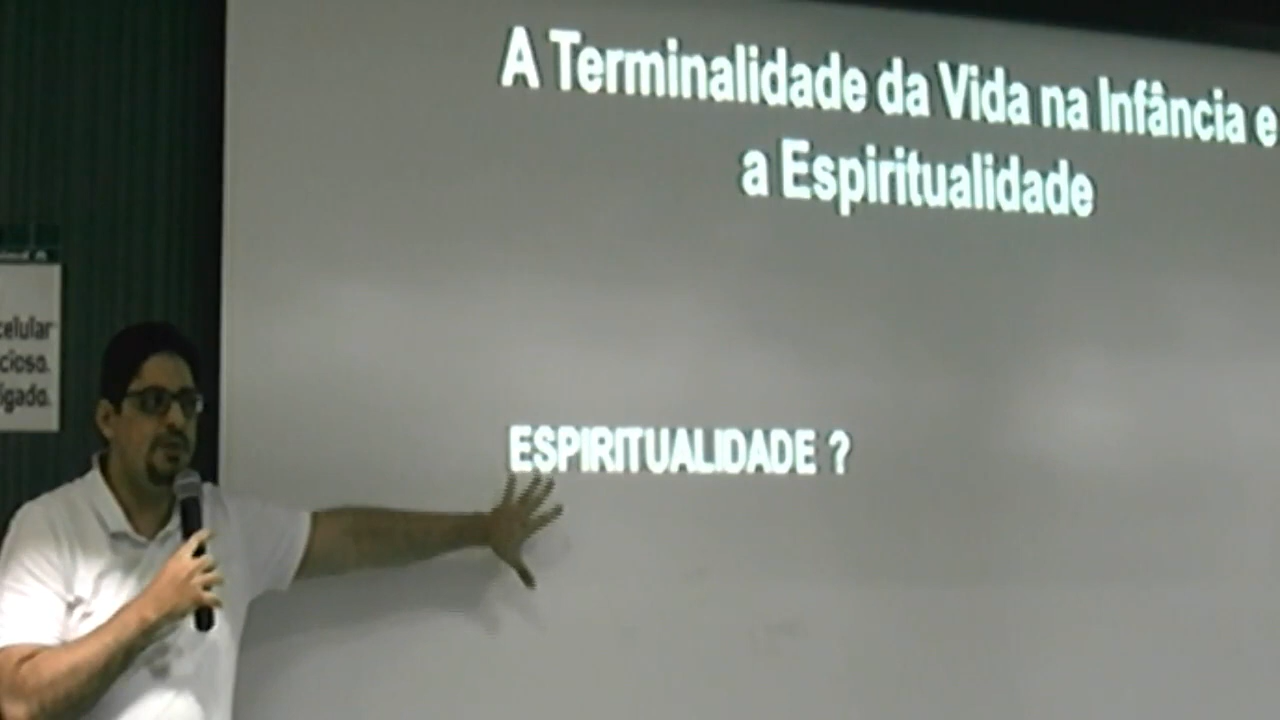 A Terminalidade da Vida na Infância e
a Espiritualidade
ESPIRITUALIDADE ?
celular
cioso.
igado.